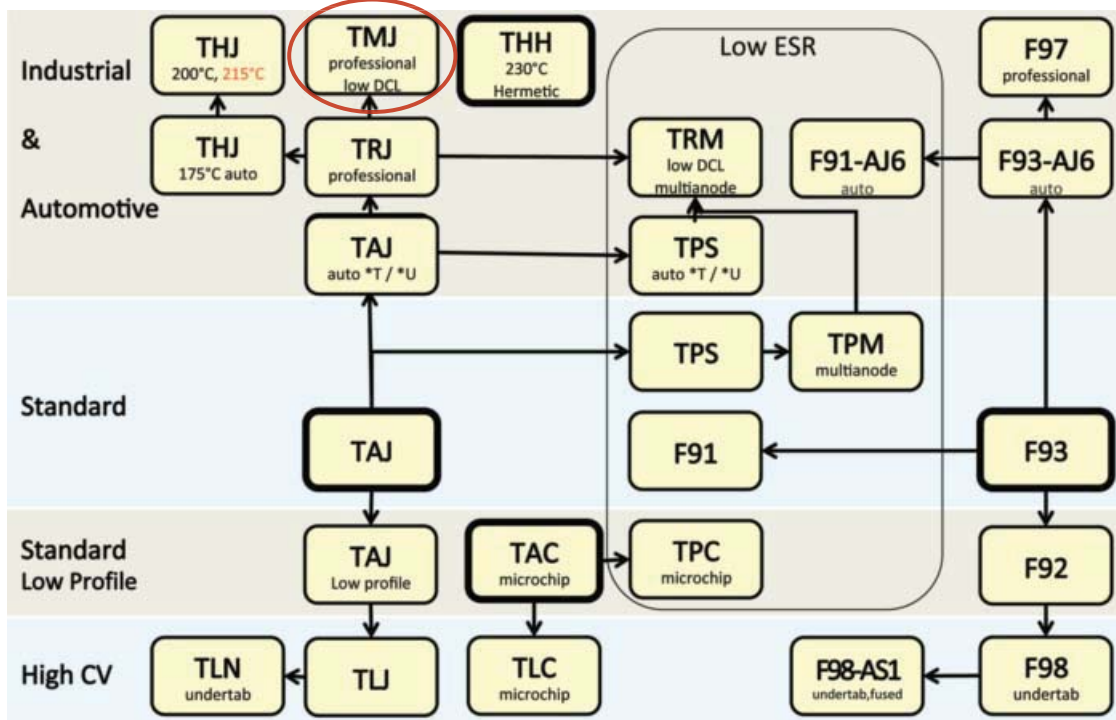 Industrial
&
Automotive
THJ
200°C, 215°C
TMJ
professional
low DCL
THH
230°C
Hermetic
Low ESR
F97
professional
THJ
175°C auto
TRJ
professional
TRM
low DCL
multianode
F91-AJ6
auto
F93-AJ6
auto
TAJ
auto *T / *U
TPS
auto *T / *U
Standard
TPS
TPM
multianode
TAJ
F91
F93
Standard
Low Profile
TAJ
Low profile
TAC
microchip
TPC
microchip
F92
High CV
TLN
undertab
TLJ
TLC
microchip
F98-AS1
undertab,fused
F98
undertab